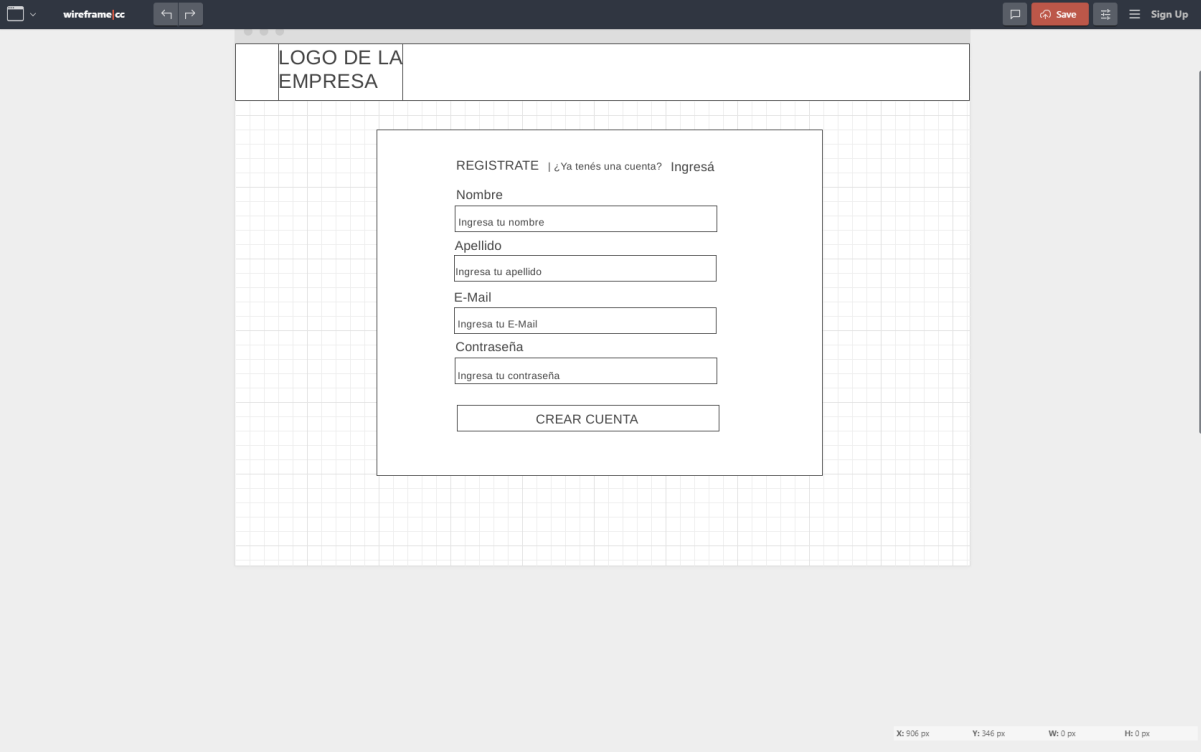 wireframe|cc
Save
Sign Up
LOGO DE LA
EMPRESA
REGISTRATE | ¿Ya tenés una cuenta? Ingresá
Nombre
Ingresa tu nombre
Apellido
Ingresa tu apellido
E-Mail
Ingresa tu E-Mail
Contraseña
Ingresa tu contraseña
CREAR CUENTA
X: 906 px Y: 346 px W: 0 px H: 0 px